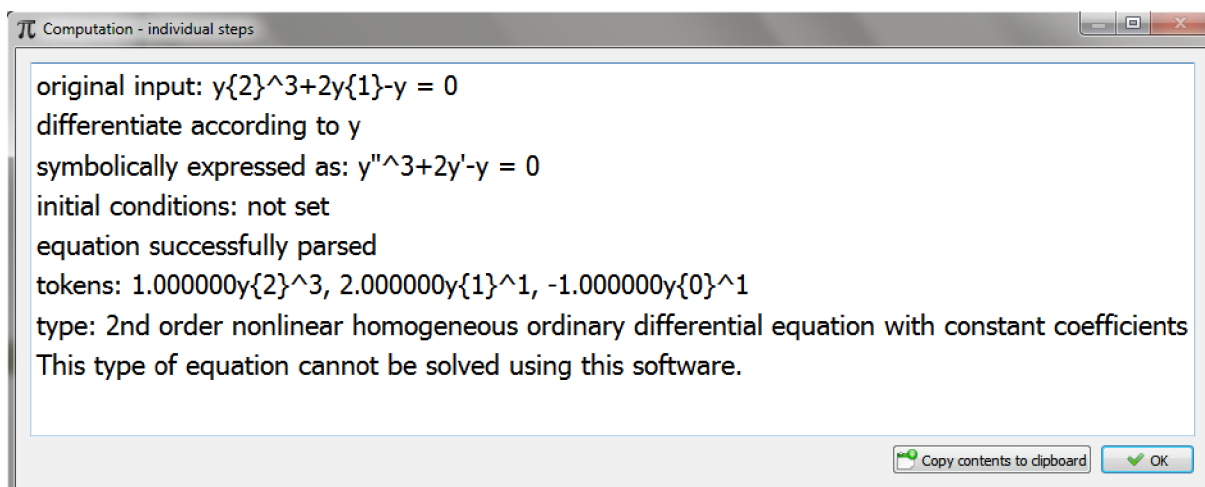 π Computation - individual steps
original input: y{2}^3+2y{1}-y = 0
differentiate according to y
symbolically expressed as: y''^3+2y'-y = 0
initial conditions: not set
equation successfully parsed
tokens: 1.000000y{2}^3, 2.000000y{1}^1, -1.000000y{0}^1
type: 2nd order nonlinear homogeneous ordinary differential equation with constant coefficients
This type of equation cannot be solved using this software.
Copy contents to clipboard OK